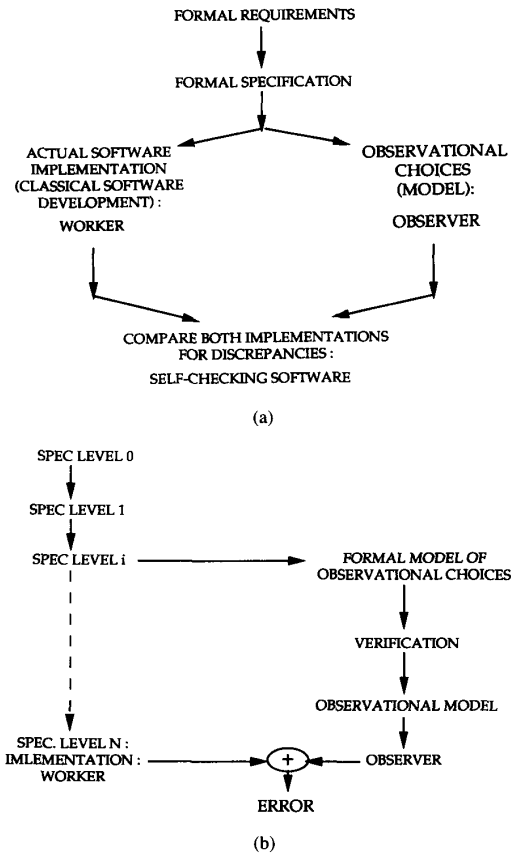 FORMAL REQUIREMENTS
FORMAL SPECIFICATION
ACTUAL SOFTWARE
IMPLEMENTATION
(CLASSICAL SOFTWARE
DEVELOPMENT) :
WORKER
OBSERVATIONAL
CHOICES
(MODEL):
OBSERVER
COMPARE BOTH IMPLEMENTATIONS
FOR DISCREPANCIES :
SELF-CHECKING SOFTWARE
(a)
SPEC LEVEL 0
SPEC LEVEL 1
SPEC LEVEL i
FORMAL MODEL OF
OBSERVATIONAL CHOICES
VERIFICATION
OBSERVATIONAL MODEL
SPEC. LEVEL N :
IMLEMENTATION :
WORKER
+
OBSERVER
ERROR
(b)